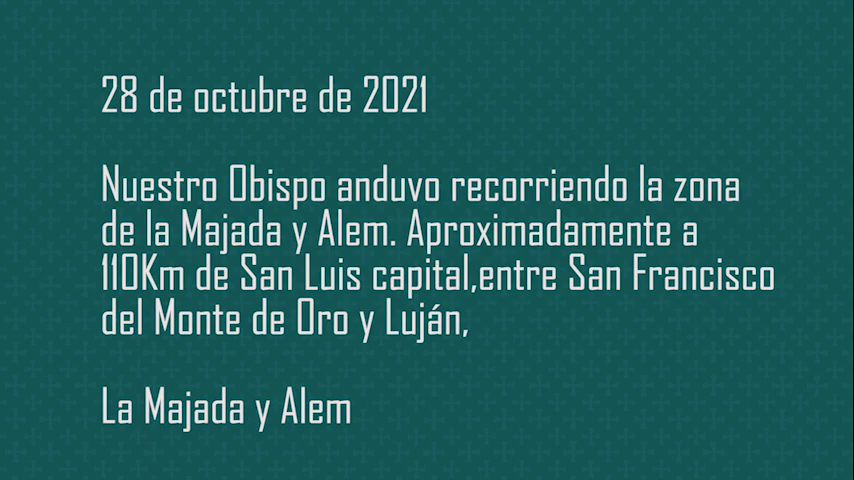 28 de octubre de 2021
Nuestro Obispo anduvo recorriendo la zona
de la Majada y Alem. Aproximadamente a
110Km de San Luis capital,entre San Francisco
del Monte de Oro y Luján,
La Majada y Alem